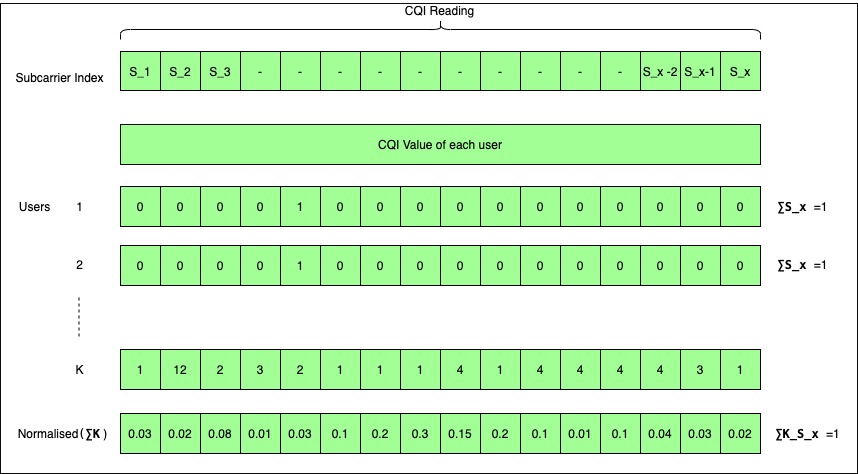 CQI Reading
Subcarrier Index S_1 S_2 S_3 - - - - - - - - - - S_x -2 S_x-1 S_x
CQI Value of each user
Users 1 0 0 0 0 1 0 0 0 0 0 0 0 0 0 0 0 ∑S_x =1
2 0 0 0 0 1 0 0 0 0 0 0 0 0 0 0 0 ∑S_x =1
K 1 12 2 3 2 1 1 1 4 1 4 4 4 4 3 1
Normalised(∑K) 0.03 0.02 0.08 0.01 0.03 0.1 0.2 0.3 0.15 0.2 0.1 0.01 0.1 0.04 0.03 0.02 ∑K_S_x =1